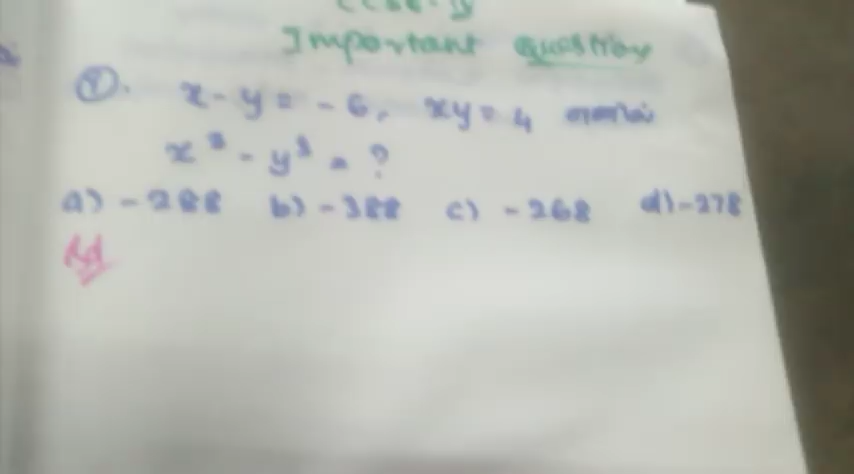 Important Question
1. x - y = - 6, xy = 4 எனில்
x³ - y³ = ?
a) - 288 b) - 388 c) - 268 d) - 278